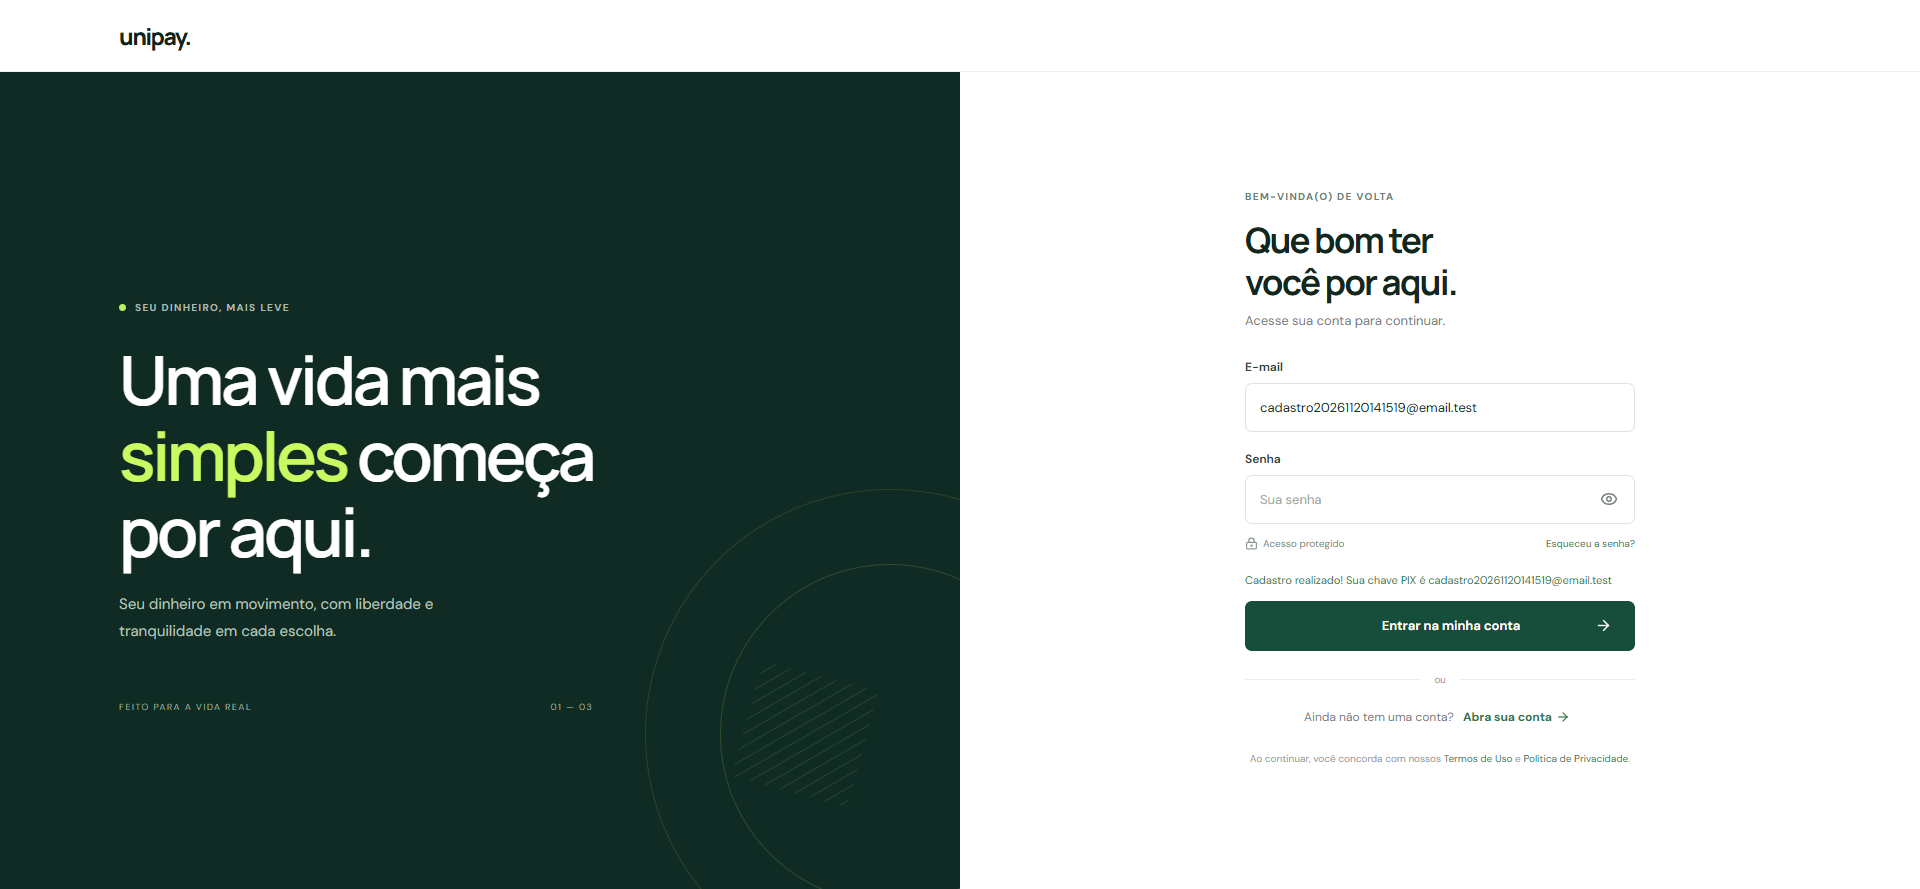 unipay.
SEU DINHEIRO, MAIS LEVE
Uma vida mais
simples começa
por aqui.
Seu dinheiro em movimento, com liberdade e
tranquilidade em cada escolha.
FEITO PARA A VIDA REAL
01 — 03
BEM-VINDA(O) DE VOLTA
Que bom ter
você por aqui.
Acesse sua conta para continuar.
E-mail
cadastro20261120141519@email.test
Senha
Sua senha
Acesso protegido
Esqueceu a senha?
Cadastro realizado! Sua chave PIX é cadastro20261120141519@email.test
Entrar na minha conta
ou
Ainda não tem uma conta? Abra sua conta
Ao continuar, você concorda com nossos Termos de Uso e Política de Privacidade.